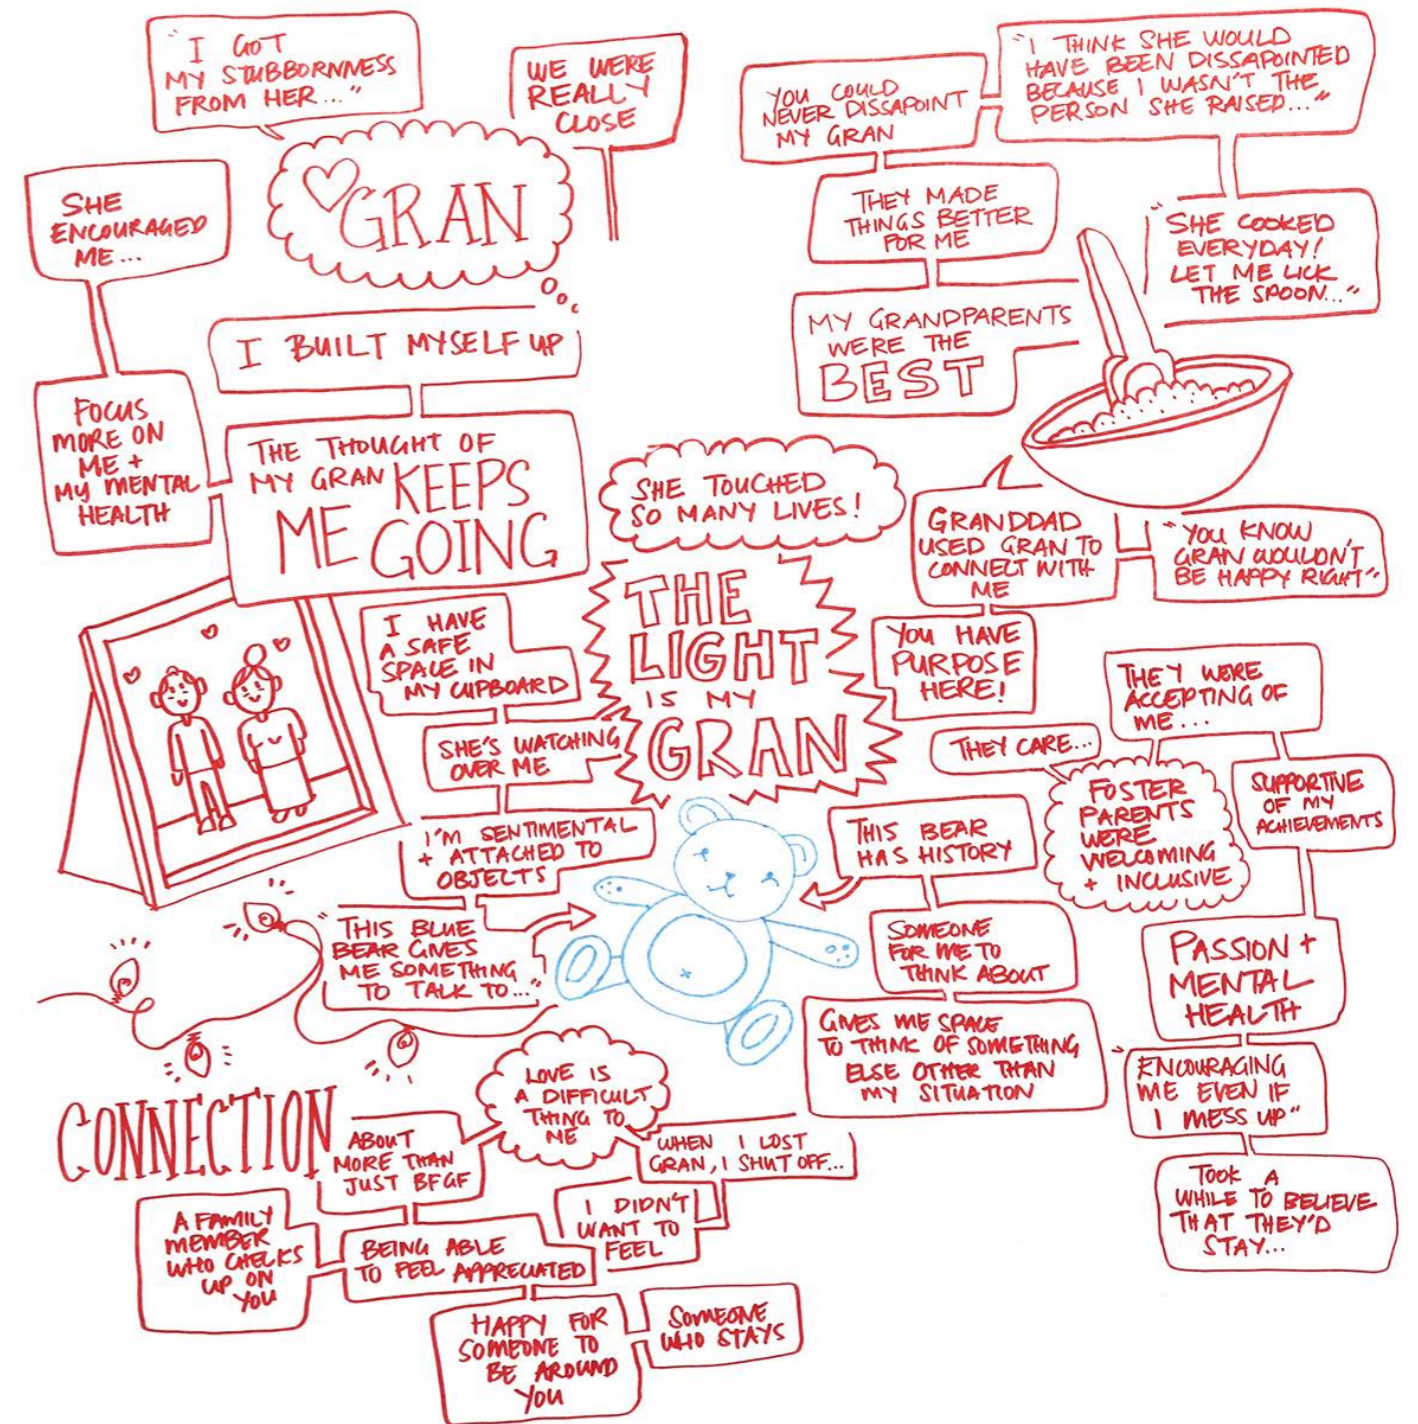 "I GOT
MY STUBBORNNESS
FROM HER..."
WE WERE
REALLY
CLOSE
GRAN
SHE
ENCOURAGED
ME...
I BUILT MYSELF UP
FOCUS
MORE ON
ME +
MY MENTAL
HEALTH
THE THOUGHT OF
MY GRAN KEEPS
ME GOING
"I THINK SHE WOULD
HAVE BEEN DISSAPOINTED
BECAUSE I WASN'T THE
PERSON SHE RAISED..."
YOU COULD
NEVER DISSAPOINT
MY GRAN
THEY MADE
THINGS BETTER
FOR ME
"SHE COOKED
EVERYDAY!
LET ME LICK
THE SPOON..."
MY GRANDPARENTS
WERE THE
BEST
SHE TOUCHED
SO MANY LIVES!
GRANDDAD
USED GRAN TO
CONNECT WITH
ME
"YOU KNOW
GRAN WOULDN'T
BE HAPPY RIGHT"
YOU HAVE
PURPOSE
HERE!
THE
LIGHT
IS MY
GRAN
I HAVE
A SAFE
SPACE IN
MY CUPBOARD
SHE'S WATCHING
OVER ME
I'M SENTIMENTAL
+ ATTACHED TO
OBJECTS
"THIS BLUE
BEAR GIVES
ME SOMETHING
TO TALK TO..."
THIS BEAR
HAS HISTORY
SOMEONE
FOR ME TO
THINK ABOUT
GIVES ME SPACE
TO THINK OF SOMETHING
ELSE OTHER THAN
MY SITUATION
THEY WERE
ACCEPTING OF
ME...
THEY CARE...
FOSTER
PARENTS
WERE
WELCOMING
+ INCLUSIVE
SUPPORTIVE
OF MY
ACHIEVEMENTS
PASSION +
MENTAL
HEALTH
"ENCOURAGING
ME EVEN IF
I MESS UP"
TOOK A
WHILE TO BELIEVE
THAT THEY'D
STAY...
CONNECTION
LOVE IS
A DIFFICULT
THING TO
ME
ABOUT
MORE THAN
JUST BFGF
WHEN I LOST
GRAN, I SHUT OFF...
I DIDN'T
WANT TO
FEEL
A FAMILY
MEMBER
WHO CHECKS
UP ON
YOU
BEING ABLE
TO FEEL APPRECIATED
HAPPY FOR
SOMEONE TO
BE AROUND
YOU
SOMEONE
WHO STAYS